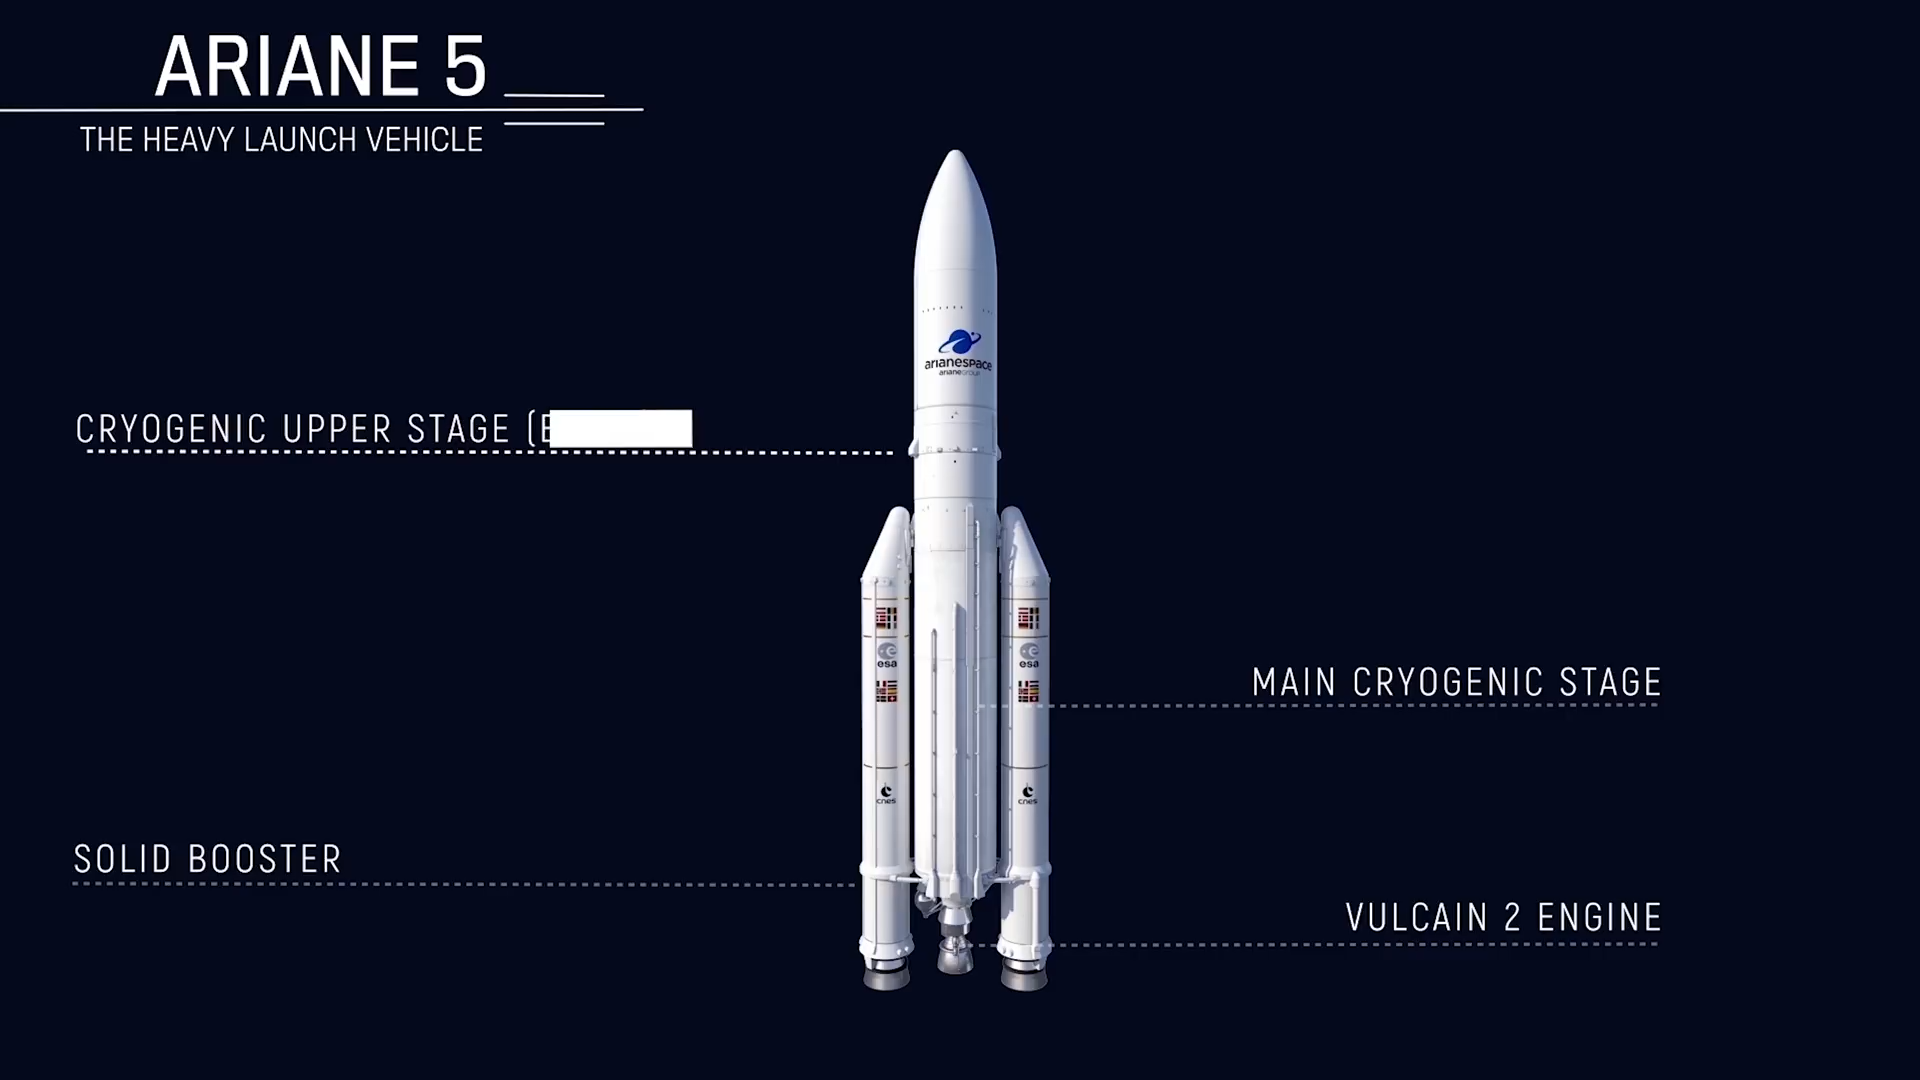 ARIANE 5
THE HEAVY LAUNCH VEHICLE
arianespace
arianegroup
CRYOGENIC UPPER STAGE (E
esa
esa
MAIN CRYOGENIC STAGE
cnes
cnes
SOLID BOOSTER
VULCAIN 2 ENGINE